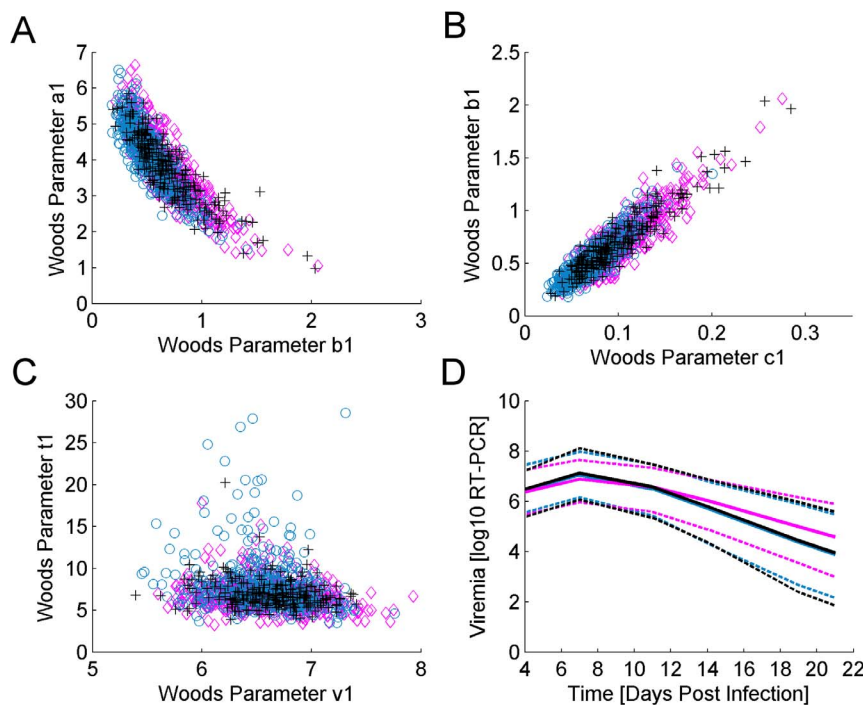 A
Woods Parameter a1
7
6
5
4
3
2
1
0
0 1 2 3
Woods Parameter b1
B
Woods Parameter b1
2.5
2
1.5
1
0.5
0
0 0.1 0.2 0.3
Woods Parameter c1
C
Woods Parameter t1
30
25
20
15
10
5
0
5 6 7 8
Woods Parameter v1
D
Viremia [log10 RT-PCR]
10
8
6
4
2
0
4 6 8 10 12 14 16 18 20 22
Time [Days Post Infection]